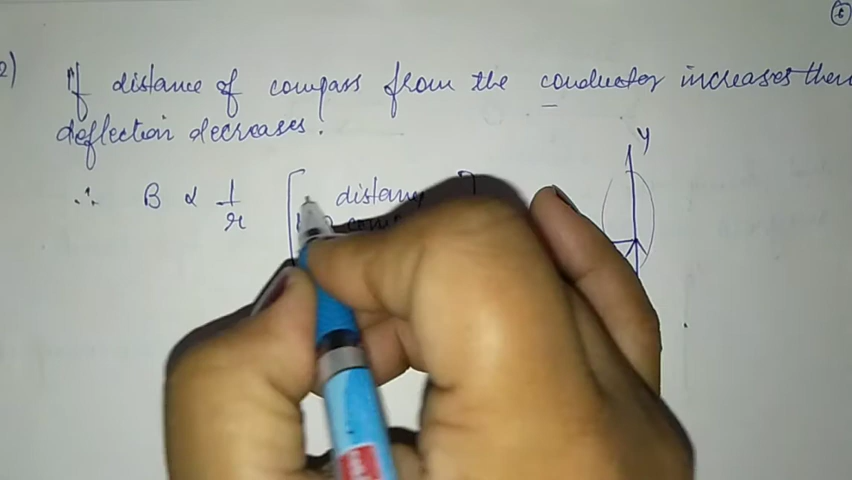 2) If distance of compass from the conductor increases then
deflection decreases.
∴ B ∝ 1/r [ distance ]
Y